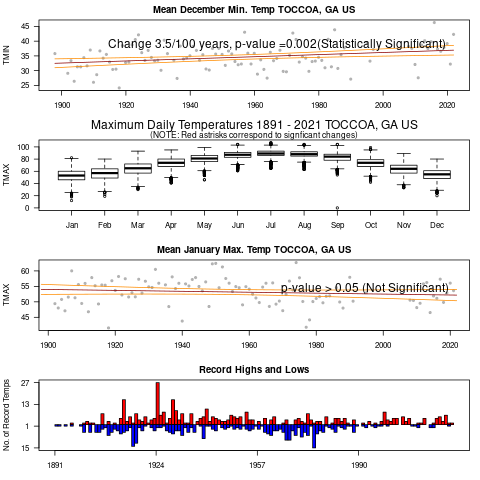 Mean December Min. Temp TOCCOA, GA US
Change 3.5/100 years, p-value =0.002(Statistically Significant)
TMIN
45
40
35
30
25
1900
1920
1940
1960
1980
2000
2020
Maximum Daily Temperatures 1891 - 2021 TOCCOA, GA US
(NOTE: Red astrisks correspond to signficant changes)
TMAX
100
80
60
40
20
0
Jan
Feb
Mar
Apr
May
Jun
Jul
Aug
Sep
Oct
Nov
Dec
Mean January Max. Temp TOCCOA, GA US
p-value > 0.05 (Not Significant)
TMAX
60
55
50
45
1900
1920
1940
1960
1980
2000
2020
Record Highs and Lows
No. of Record Temps
27
13
1
15
1891
1924
1957
1990